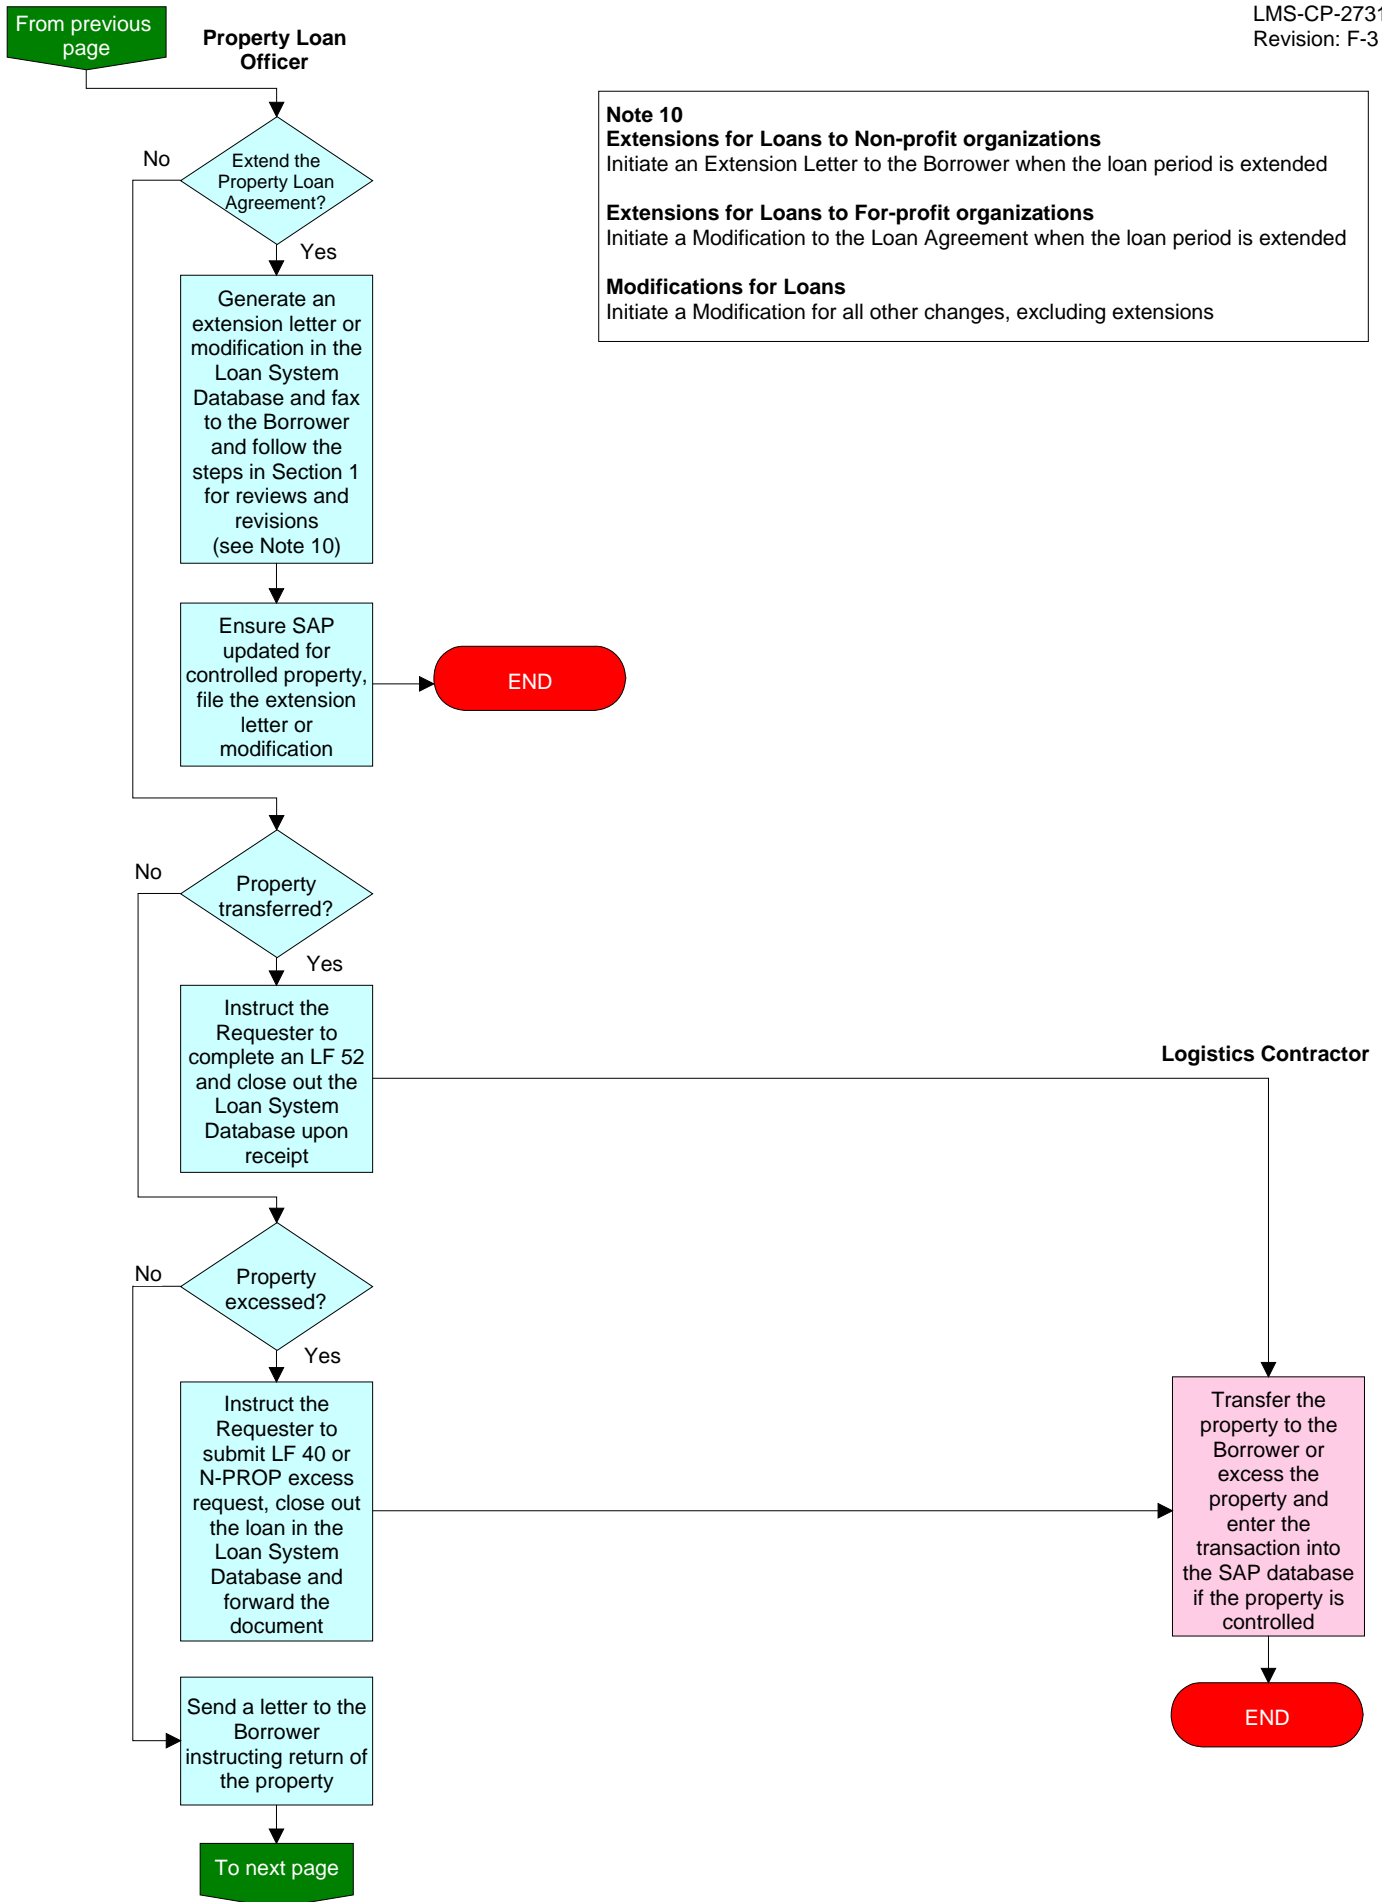 From previous
page
Property Loan
Officer
LMS-CP-2731
Revision: F-3
Note 10
Extensions for Loans to Non-profit organizations
Initiate an Extension Letter to the Borrower when the loan period is extended
Extensions for Loans to For-profit organizations
Initiate a Modification to the Loan Agreement when the loan period is extended
Modifications for Loans
Initiate a Modification for all other changes, excluding extensions
Extend the
Property Loan
Agreement?
No
Yes
Generate an
extension letter or
modification in the
Loan System
Database and fax
to the Borrower
and follow the
steps in Section 1
for reviews and
revisions
(see Note 10)
Ensure SAP
updated for
controlled property,
file the extension
letter or
modification
END
No
Property
transferred?
Yes
Instruct the
Requester to
complete an LF 52
and close out the
Loan System
Database upon
receipt
Logistics Contractor
No
Property
excessed?
Yes
Instruct the
Requester to
submit LF 40 or
N-PROP excess
request, close out
the loan in the
Loan System
Database and
forward the
document
Transfer the
property to the
Borrower or
excess the
property and
enter the
transaction into
the SAP database
if the property is
controlled
END
Send a letter to the
Borrower
instructing return of
the property
To next page